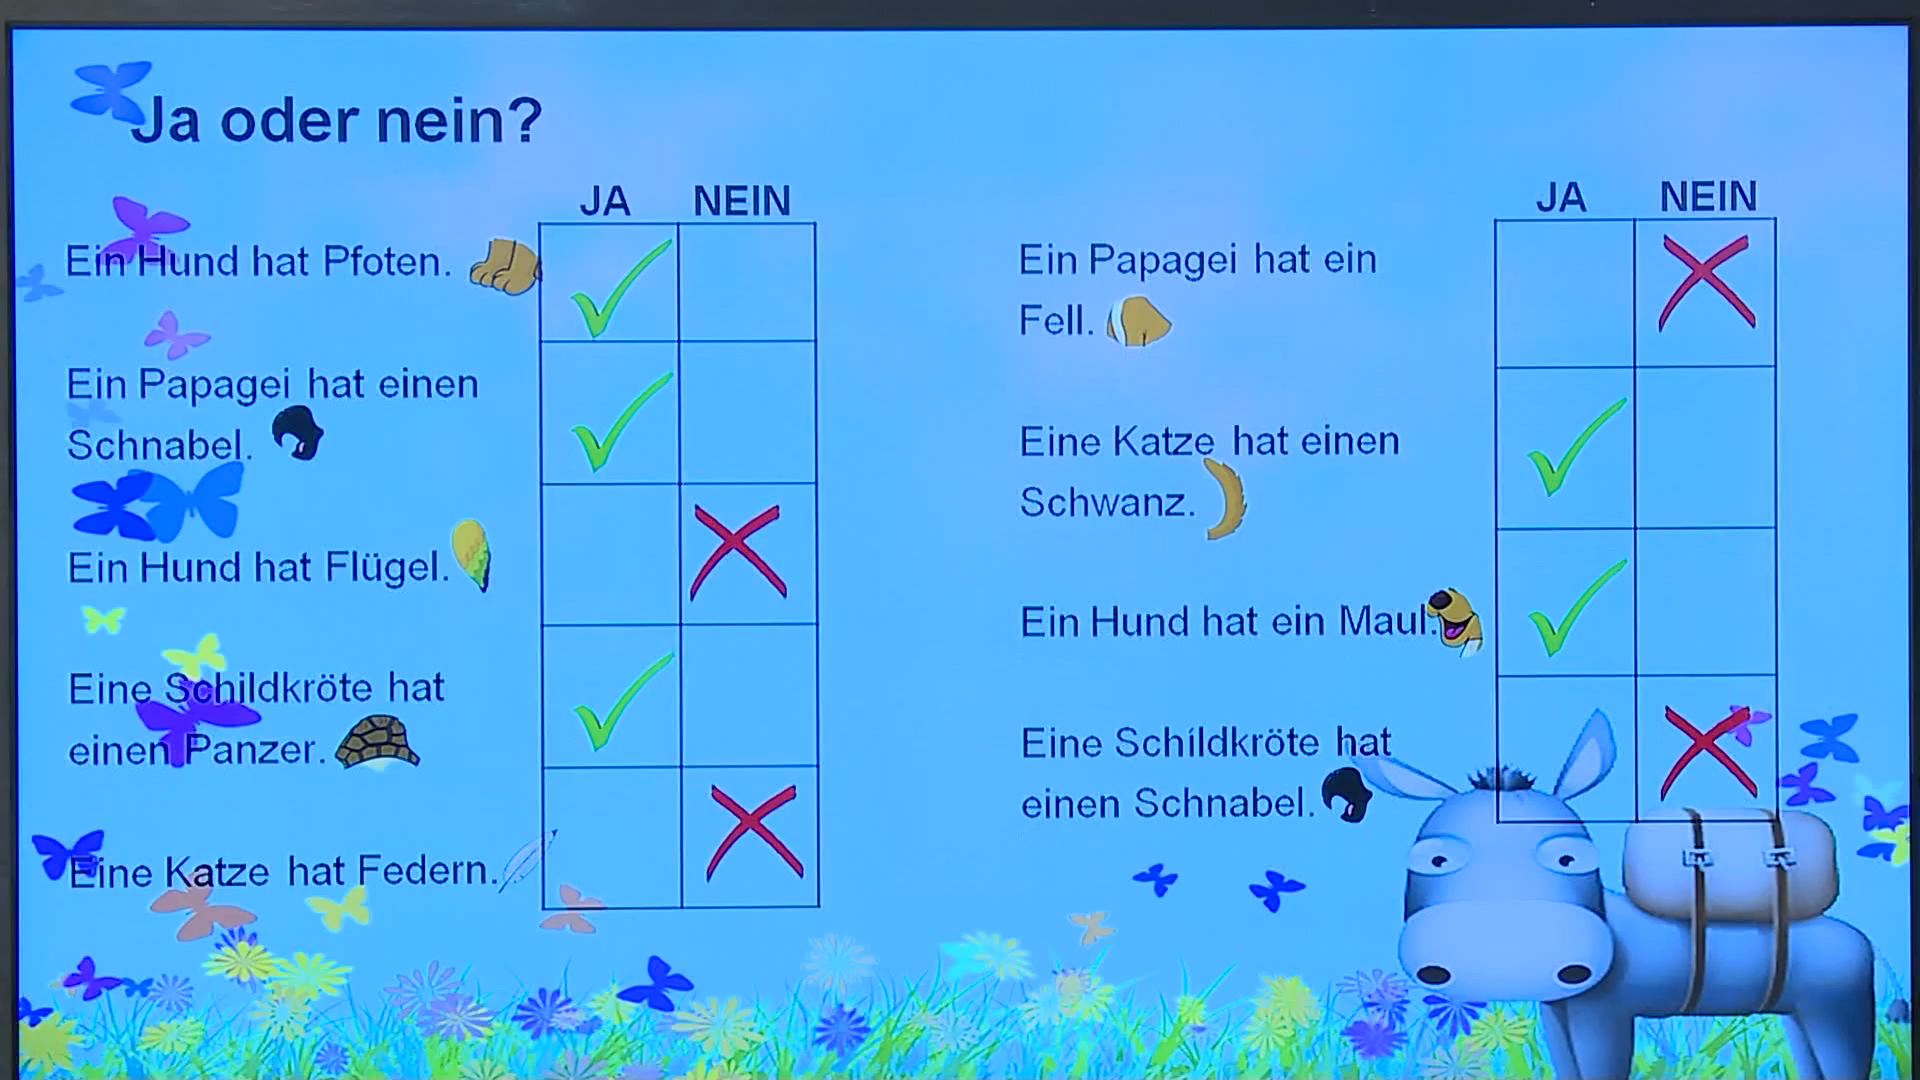 Ja oder nein?
JA NEIN
Ein Hund hat Pfoten.
Ein Papagei hat einen
Schnabel.
Ein Hund hat Flügel.
Eine Schildkröte hat
einen Panzer.
Eine Katze hat Federn.
JA NEIN
Ein Papagei hat ein
Fell.
Eine Katze hat einen
Schwanz.
Ein Hund hat ein Maul.
Eine Schildkröte hat
einen Schnabel.